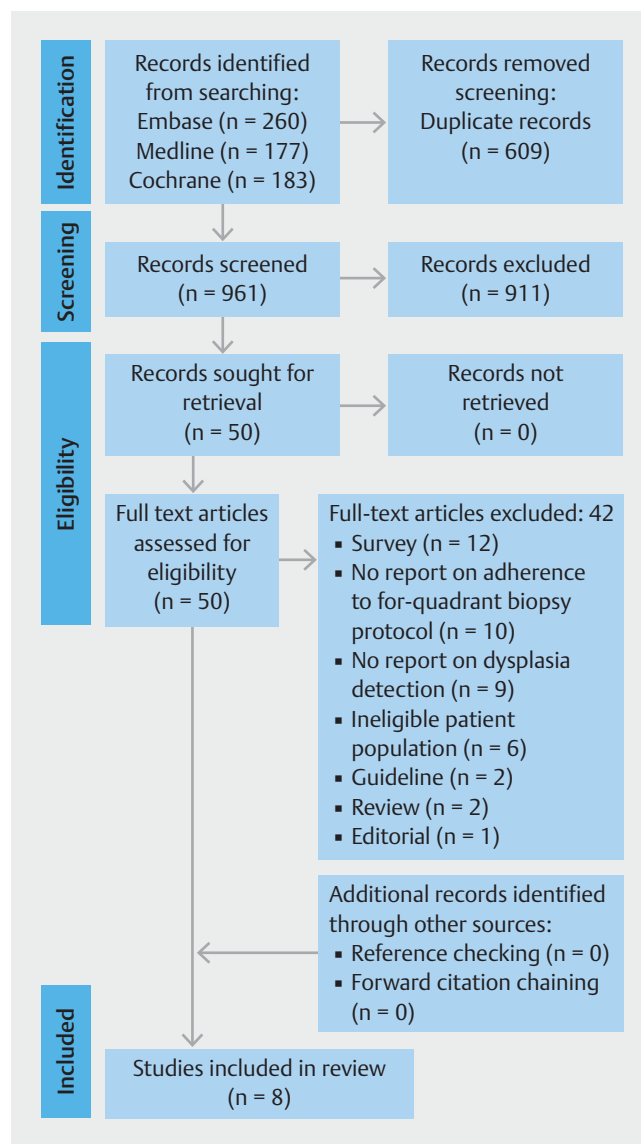 Identification
Records identified
from searching:
Embase (n = 260)
Medline (n = 177)
Cochrane (n = 183)
Records removed
screening:
Duplicate records
(n = 609)
Screening
Records screened
(n = 961)
Records excluded
(n = 911)
Eligibility
Records sought for
retrieval
(n = 50)
Records not
retrieved
(n = 0)
Full text articles
assessed for
eligibility
(n = 50)
Full-text articles excluded: 42
▪ Survey (n = 12)
▪ No report on adherence
to for-quadrant biopsy
protocol (n = 10)
▪ No report on dysplasia
detection (n = 9)
▪ Ineligible patient
population (n = 6)
▪ Guideline (n = 2)
▪ Review (n = 2)
▪ Editorial (n = 1)
Additional records identified
through other sources:
▪ Reference checking (n = 0)
▪ Forward citation chaining
(n = 0)
Included
Studies included in review
(n = 8)